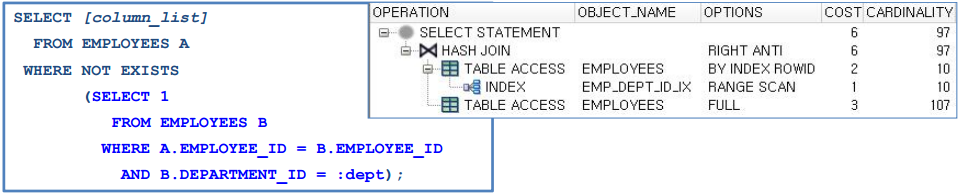 SELECT [column_list]
FROM EMPLOYEES A
WHERE NOT EXISTS
(SELECT 1
FROM EMPLOYEES B
WHERE A.EMPLOYEE_ID = B.EMPLOYEE_ID
AND B.DEPARTMENT_ID = :dept);
OPERATION OBJECT_NAME OPTIONS COST CARDINALITY
SELECT STATEMENT 6 97
HASH JOIN RIGHT ANTI 6 97
TABLE ACCESS EMPLOYEES BY INDEX ROWID 2 10
INDEX EMP_DEPT_ID_IX RANGE SCAN 1 10
TABLE ACCESS EMPLOYEES FULL 3 107